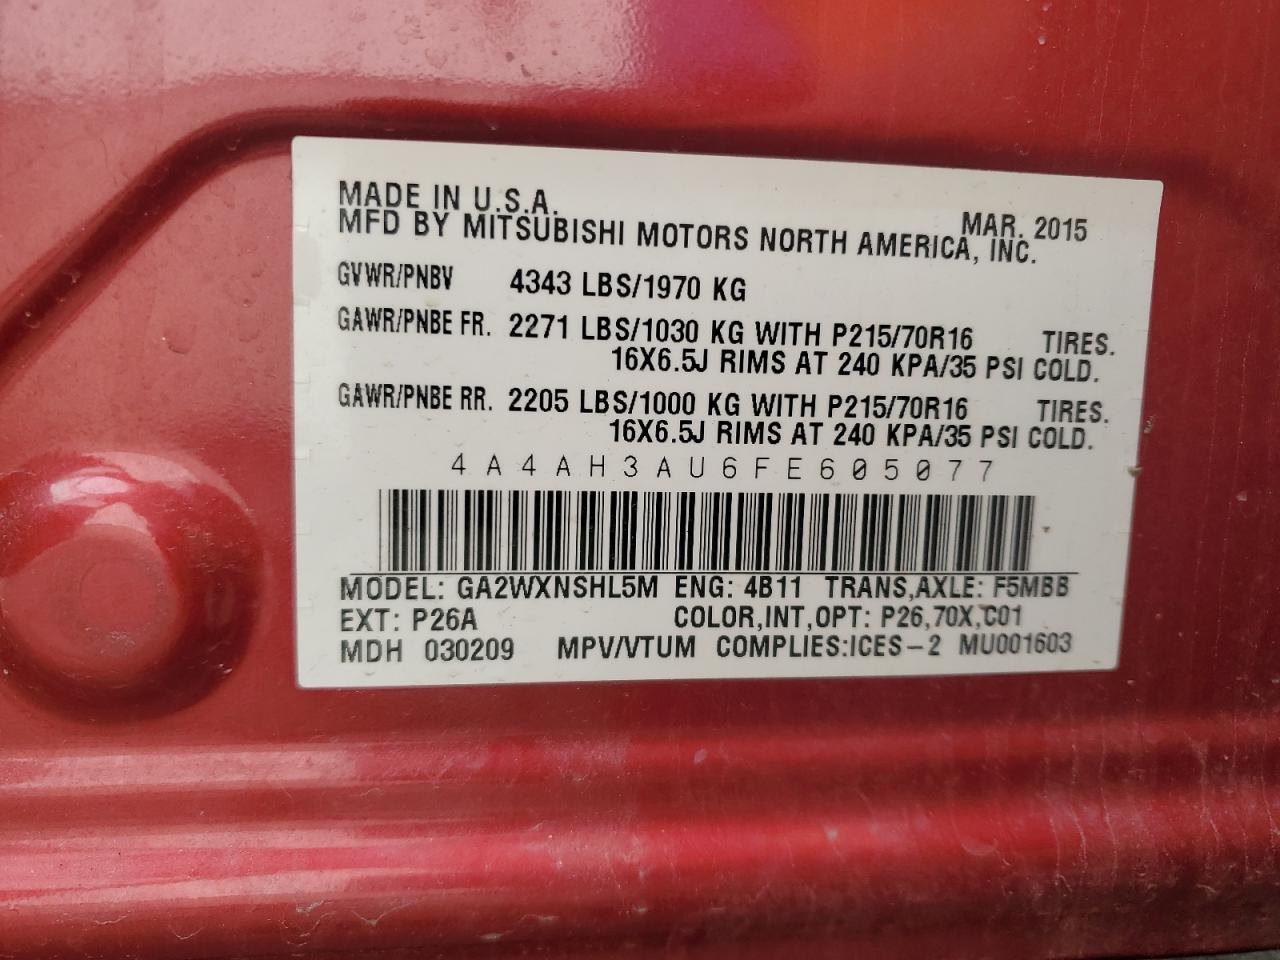 MADE IN U.S.A.
MFD BY MITSUBISHI MOTORS NORTH AMERICA, INC. MAR. 2015
GVWR/PNBV 4343 LBS/1970 KG
GAWR/PNBE FR. 2271 LBS/1030 KG WITH P215/70R16 TIRES.
16X6.5J RIMS AT 240 KPA/35 PSI COLD.
GAWR/PNBE RR. 2205 LBS/1000 KG WITH P215/70R16 TIRES.
16X6.5J RIMS AT 240 KPA/35 PSI COLD.
4A4AH3AU6FE605077
MODEL: GA2WXNSHL5M ENG: 4B11 TRANS,AXLE: F5MBB
EXT: P26A COLOR,INT,OPT: P26,70X,C01
MDH 030209 MPV/VTUM COMPLIES:ICES-2 MU001603